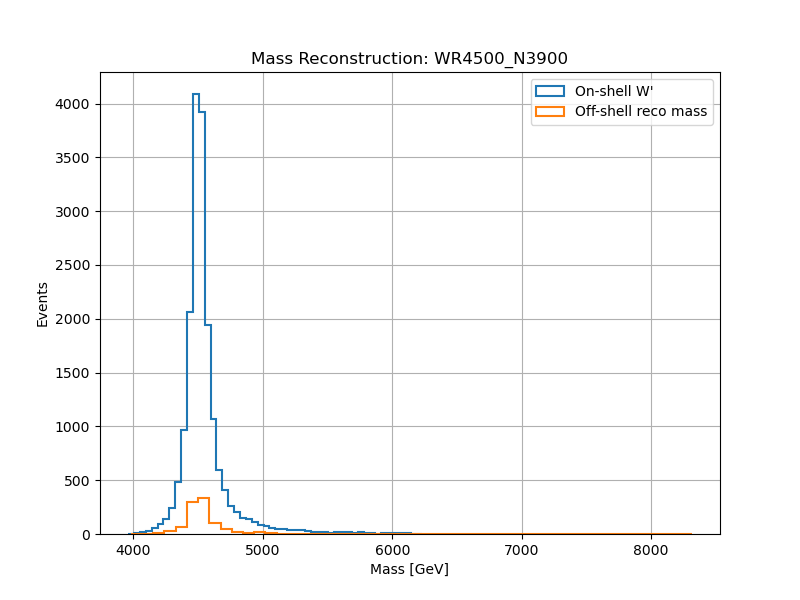 Mass Reconstruction: WR4500_N3900
On-shell W'
Off-shell reco mass
Events
4000
3500
3000
2500
2000
1500
1000
500
0
4000 5000 6000 7000 8000
Mass [GeV]